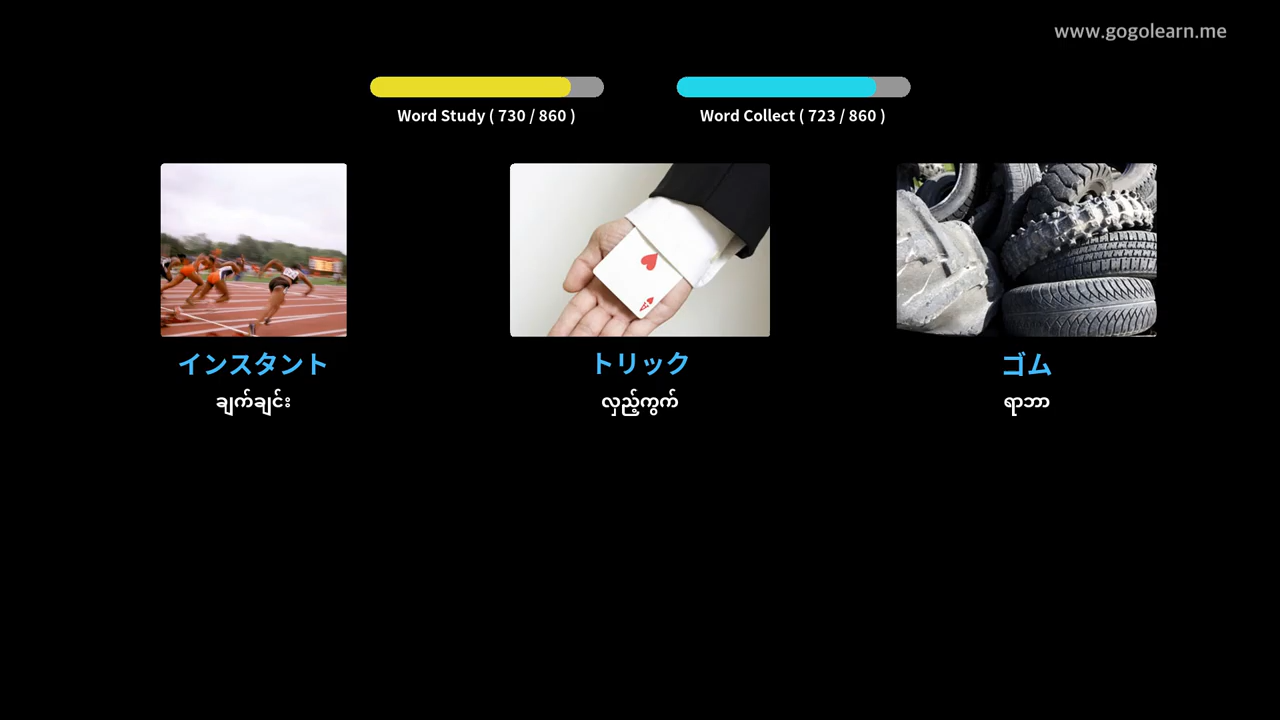 www.gogolearn.me
Word Study ( 730 / 860 )
Word Collect ( 723 / 860 )
インスタント
トリック
ゴム
ချက်ချင်း
လှည့်ကွက်
ရာဘာ